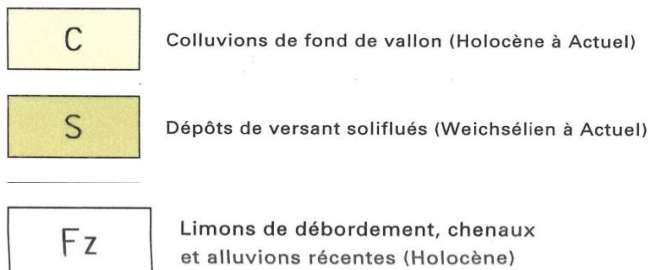 C Colluvions de fond de vallon (Holocène à Actuel)
S Dépôts de versant soliflués (Weichsélien à Actuel)
Fz Limons de débordement, chenaux
et alluvions récentes (Holocène)